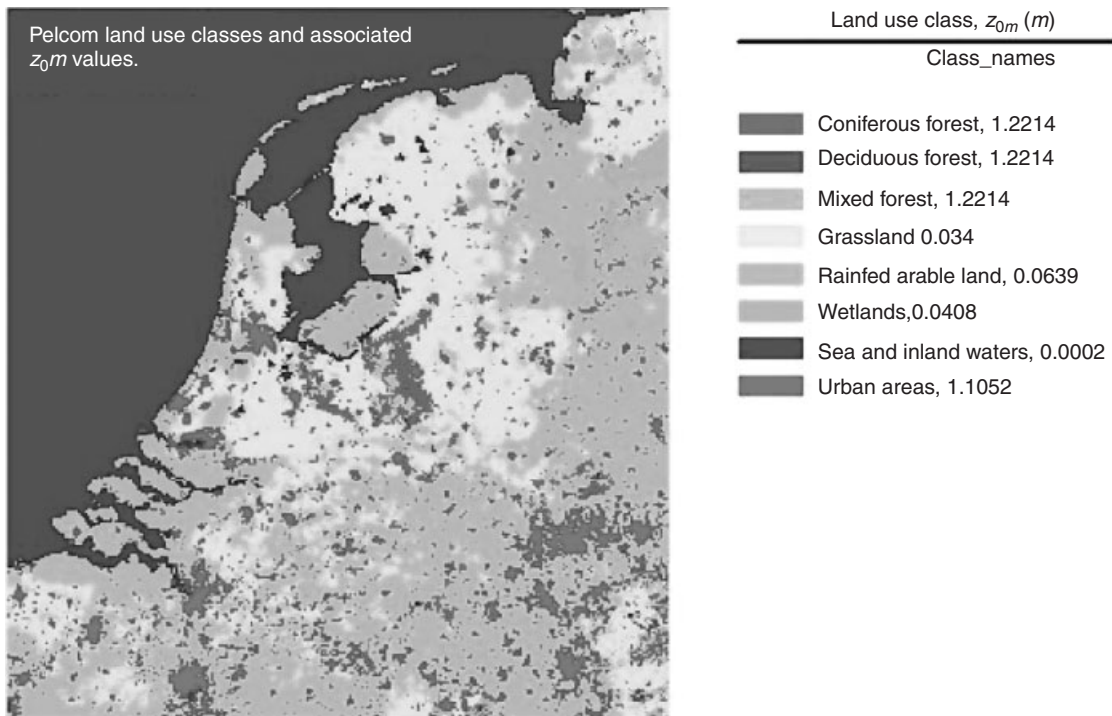 Pelcom land use classes and associated
z0m values.
Land use class, z0m (m)
Class_names
Coniferous forest, 1.2214
Deciduous forest, 1.2214
Mixed forest, 1.2214
Grassland 0.034
Rainfed arable land, 0.0639
Wetlands,0.0408
Sea and inland waters, 0.0002
Urban areas, 1.1052